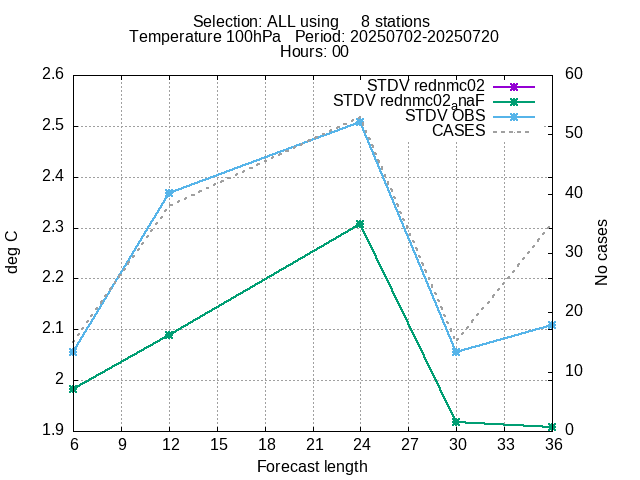 Selection: ALL using 8 stations
Temperature 100hPa Period: 20250702-20250720
Hours: 00
STDV rednmc02
STDV rednmc02anaF
STDV OBS
CASES
2.6
2.5
2.4
2.3
2.2
2.1
2
1.9
60
50
40
30
20
10
0
deg C
No cases
6 9 12 15 18 21 24 27 30 33 36
Forecast length